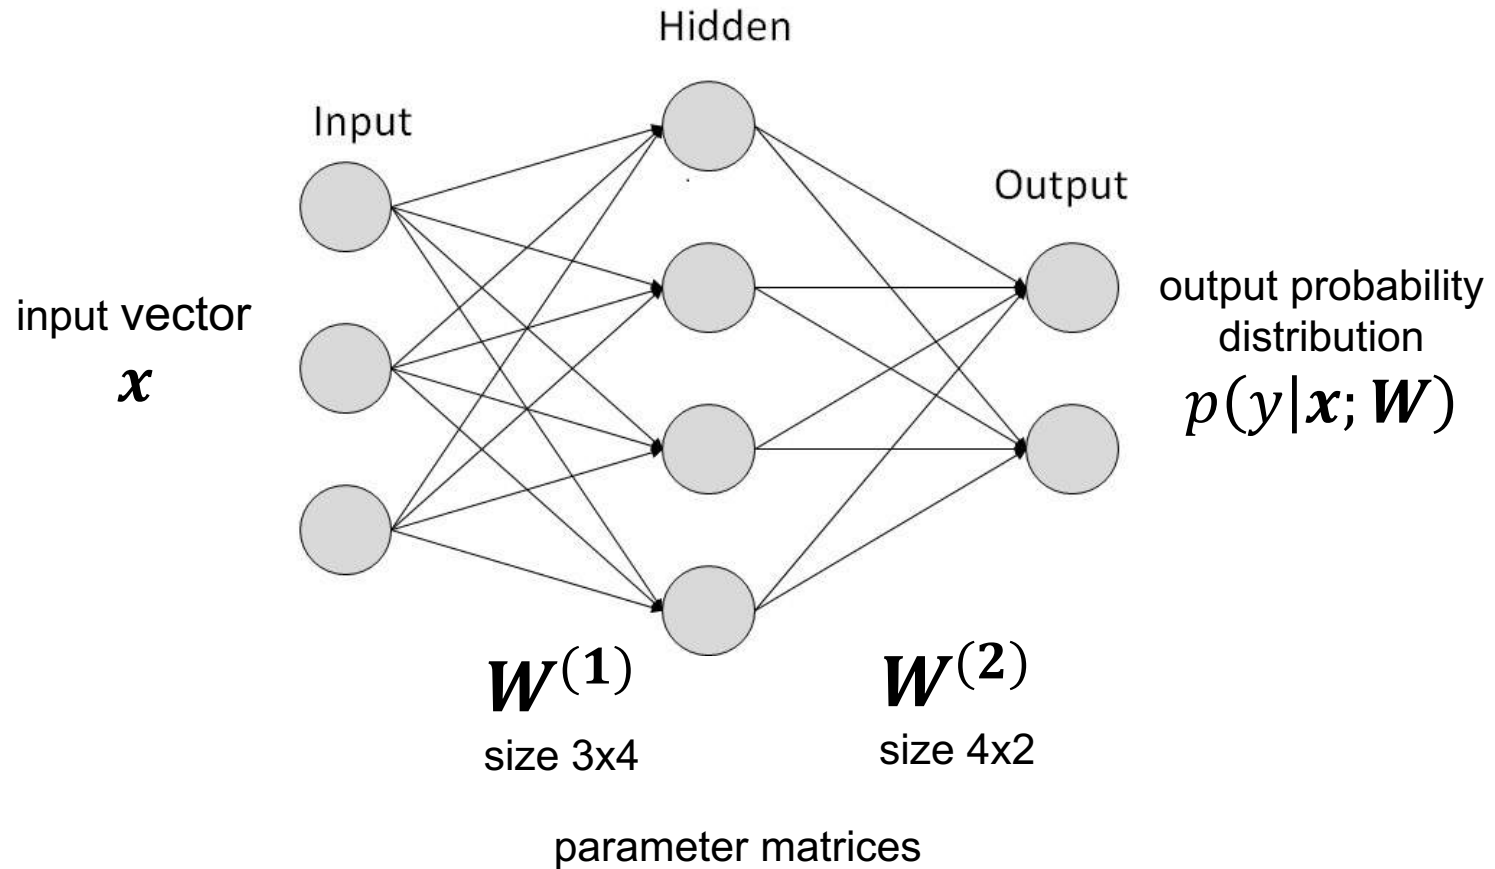 Hidden
Input
Output
input vector
x
output probability
distribution
p(y|x; W)
W(1)
size 3x4
W(2)
size 4x2
parameter matrices